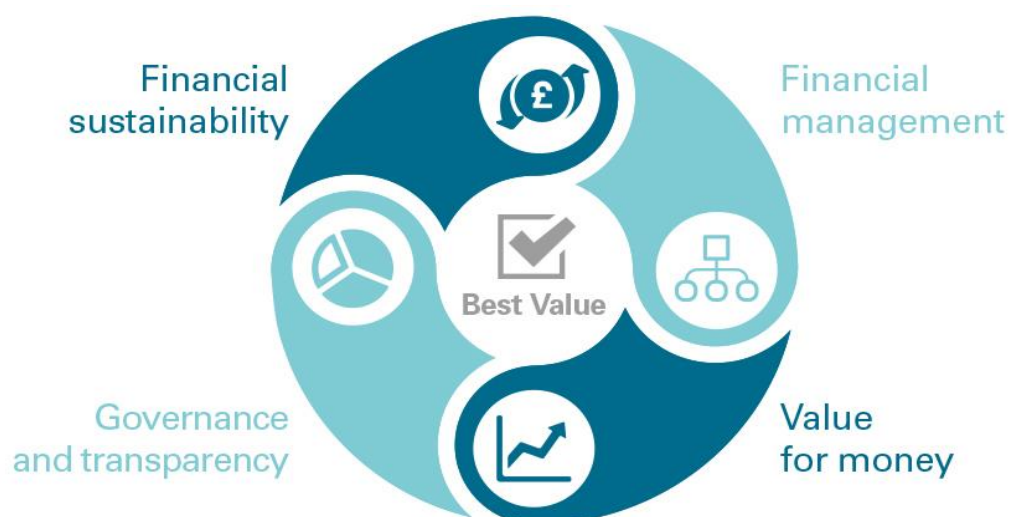 Financial
sustainability
Financial
management
£
Best Value
Governance
and transparency
Value
for money